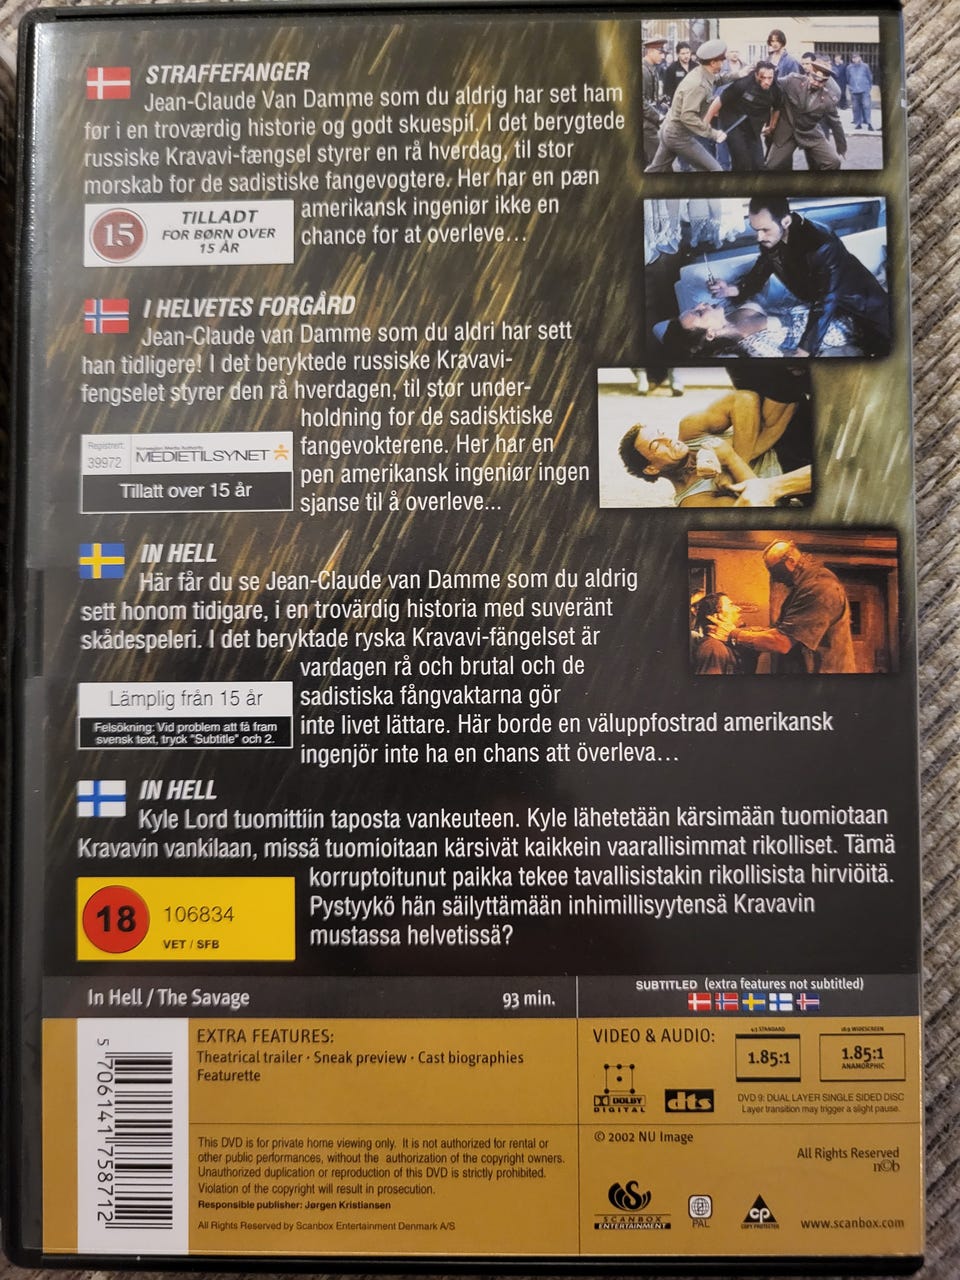 STRAFFEFANGER
Jean-Claude Van Damme som du aldrig har set ham
før i en troværdig historie og godt skuespil. I det berygtede
russiske Kravavi-fængsel styrer en rå hverdag, til stor
morskab for de sadistiske fangevogtere. Her har en pæn
amerikansk ingeniør ikke en
chance for at overleve...
15
TILLADT
FOR BØRN OVER
15 ÅR
I HELVETES FORGÅRD
Jean-Claude van Damme som du aldri har sett
han tidligere! I det beryktede russiske Kravavi-
fengselet styrer den rå hverdagen, til stor under-
holdning for de sadisktiske
fangevokterene. Her har en
pen amerikansk ingeniør ingen
sjanse til å overleve...
Registrert:
39972
Norwegian Media Authority
MEDIETILSYNET
Tillatt over 15 år
IN HELL
Här får du se Jean-Claude van Damme som du aldrig
sett honom tidigare, i en trovärdig historia med suveränt
skådespeleri. I det beryktade ryska Kravavi-fängelset är
vardagen rå och brutal och de
sadistiska fångvaktarna gör
inte livet lättare. Här borde en väluppfostrad amerikansk
ingenjör inte ha en chans att överleva...
Lämplig från 15 år
Felsökning: Vid problem att få fram
svensk text, tryck "Subtitle" och 2.
IN HELL
Kyle Lord tuomittiin taposta vankeuteen. Kyle lähetetään kärsimään tuomiotaan
Kravavin vankilaan, missä tuomioitaan kärsivät kaikkein vaarallisimmat rikolliset. Tämä
korruptoitunut paikka tekee tavallisistakin rikollisista hirviöitä.
Pystyykö hän säilyttämään inhimillisyytensä Kravavin
mustassa helvetissä?
18
106834
VET / SFB
In Hell / The Savage
93 min.
SUBTITLED (extra features not subtitled)
EXTRA FEATURES:
Theatrical trailer · Sneak preview · Cast biographies
Featurette
VIDEO & AUDIO:
4:3 STANDARD
1.85:1
16:9 WIDESCREEN
1.85:1
ANAMORPHIC
DOLBY
DIGITAL
dts
DVD 9: DUAL LAYER SINGLE SIDED DISC
Layer transition may trigger a slight pause.
5 706141 758712
This DVD is for private home viewing only. It is not authorized for rental or
other public performances, without the authorization of the copyright owners.
Unauthorized duplication or reproduction of this DVD is strictly prohibited.
Violation of the copyright will result in prosecution.
Responsible publisher: Jørgen Kristiansen
All Rights Reserved by Scanbox Entertainment Denmark A/S
© 2002 NU Image
All Rights Reserved
n©b
SCANBOX
ENTERTAINMENT
PAL
CP
COPY PROTECTED
www.scanbox.com